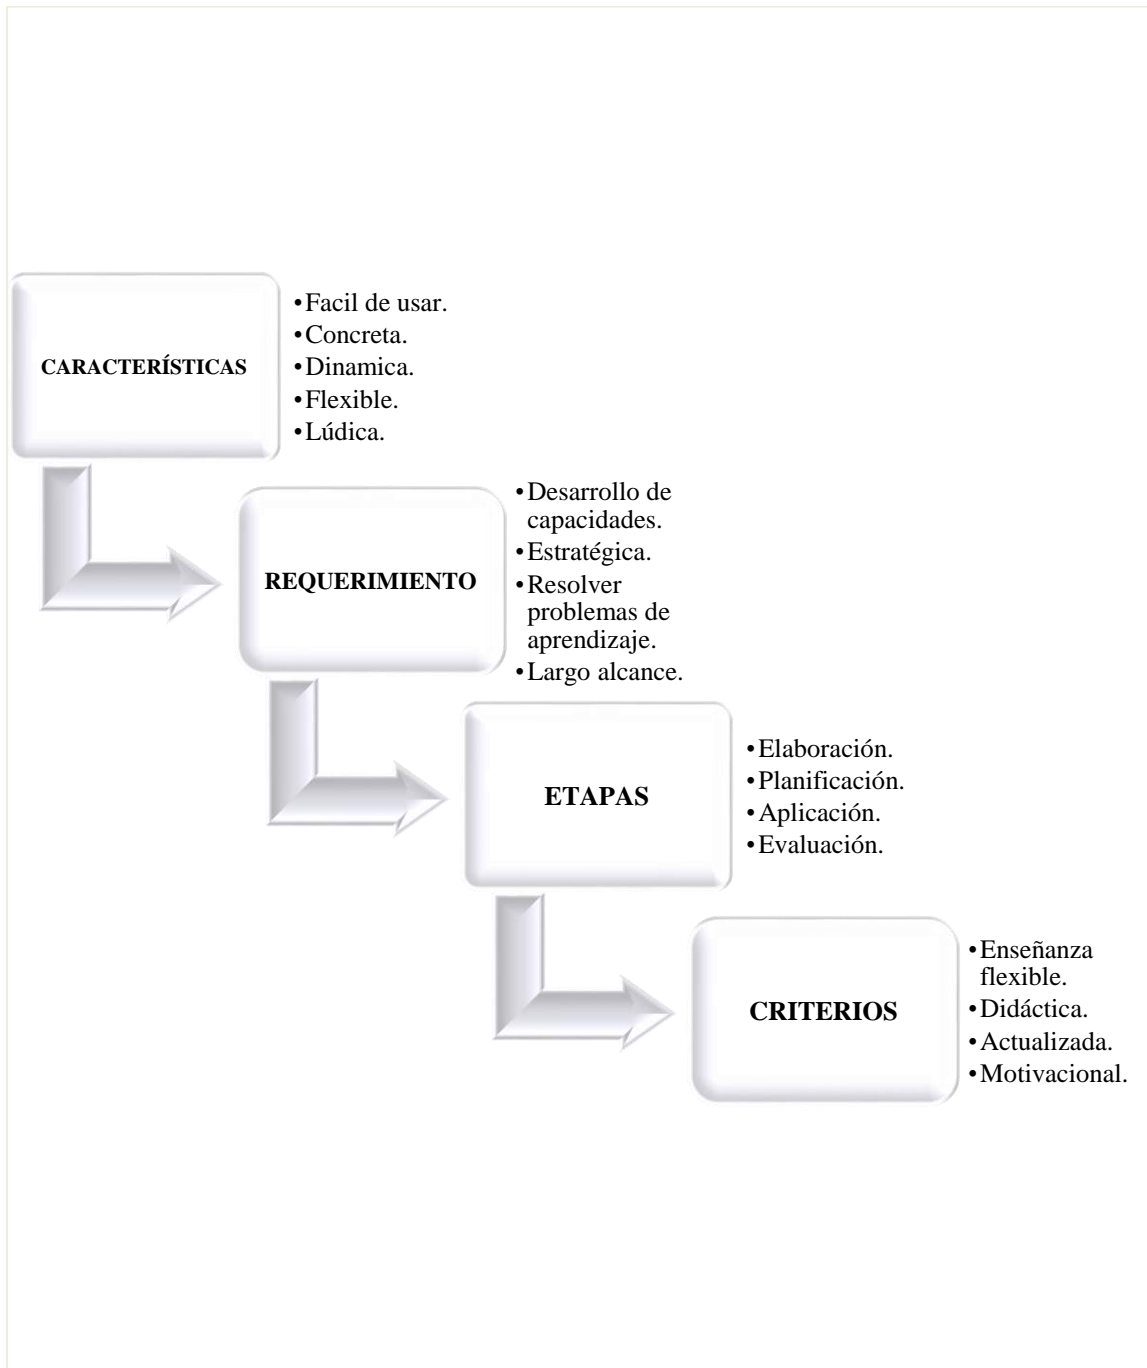 CARACTERÍSTICAS
•Facil de usar.
•Concreta.
•Dinamica.
•Flexible.
•Lúdica.
REQUERIMIENTO
•Desarrollo de
capacidades.
•Estratégica.
•Resolver
problemas de
aprendizaje.
•Largo alcance.
ETAPAS
•Elaboración.
•Planificación.
•Aplicación.
•Evaluación.
CRITERIOS
•Enseñanza
flexible.
•Didáctica.
•Actualizada.
•Motivacional.